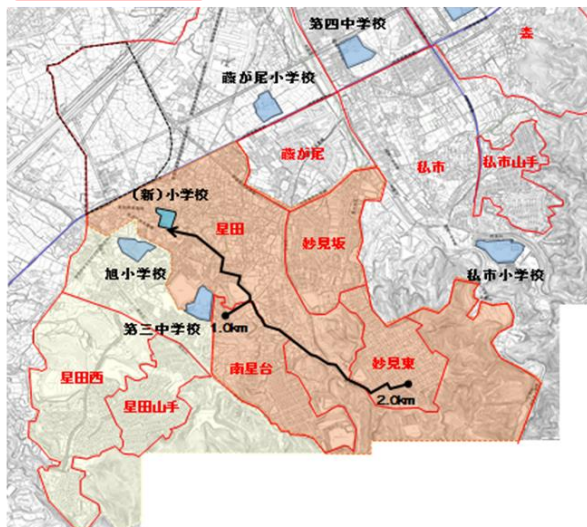 第四中学校
森
藤が尾小学校
藤が尾
私市
私市山手
(新)小学校
星田
妙見坂
旭小学校
私市小学校
第三中学校
1.0km
星田西
南星台
妙見東
星田山手
2.0km